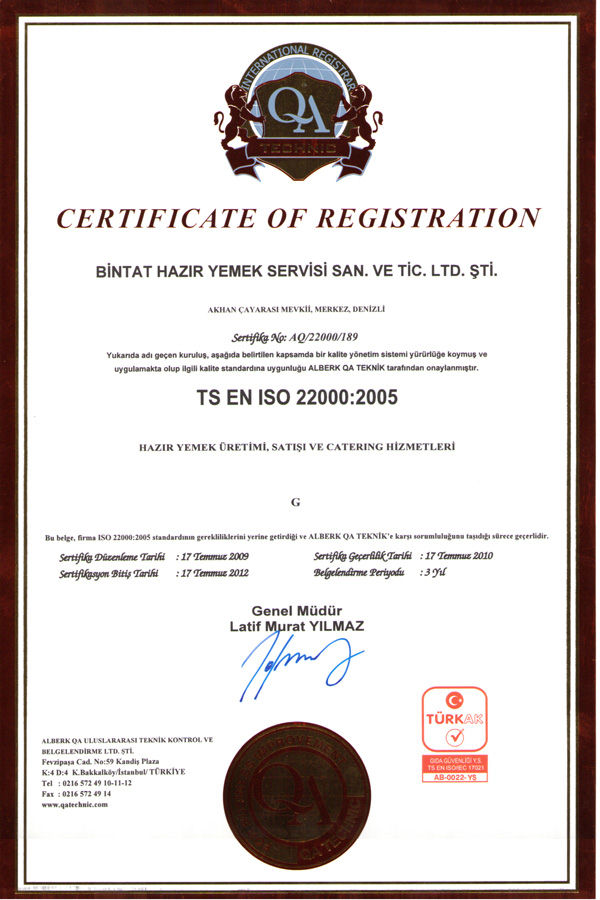 INTERNATIONAL REGISTRAR
QA
TECHNIC
CERTIFICATE OF REGISTRATION
BİNTAT HAZIR YEMEK SERVİSİ SAN. VE TİC. LTD. ŞTİ.
AKHAN ÇAYARASI MEVKİİ, MERKEZ, DENİZLİ
Sertifika No: AQ/22000/189
Yukarıda adı geçen kuruluş, aşağıda belirtilen kapsamda bir kalite yönetim sistemi yürürlüğe koymuş ve
uygulamakta olup ilgili kalite standardına uygunluğu ALBERK QA TEKNİK tarafından onaylanmıştır.
TS EN ISO 22000:2005
HAZIR YEMEK ÜRETİMİ, SATIŞI VE CATERING HİZMETLERİ
G
Bu belge, firma ISO 22000:2005 standardının gerekliliklerini yerine getirdiği ve ALBERK QA TEKNİK'e karşı sorumluluğunu taşıdığı sürece geçerlidir.
Sertifika Düzenleme Tarihi : 17 Temmuz 2009 Sertifika Geçerlilik Tarihi : 17 Temmuz 2010
Sertifikasyon Bitiş Tarihi : 17 Temmuz 2012 Belgelendirme Periyodu : 3 Yıl
Genel Müdür
Latif Murat YILMAZ
ALBERK QA ULUSLARARASI TEKNİK KONTROL VE
BELGELENDİRME LTD. ŞTİ.
Fevzipaşa Cad. No:59 Kandiş Plaza
K:4 D:4 K.Bakkalköy/İstanbul/ TÜRKİYE
Tel : 0216 572 49 10-11-12
Fax : 0216 572 49 14
www.qatechnic.com
QA
QA TECHNIC
TÜRKAK
GIDA GÜVENLİĞİ Y.S.
TS EN ISO/IEC 17021
AB-0022- YS